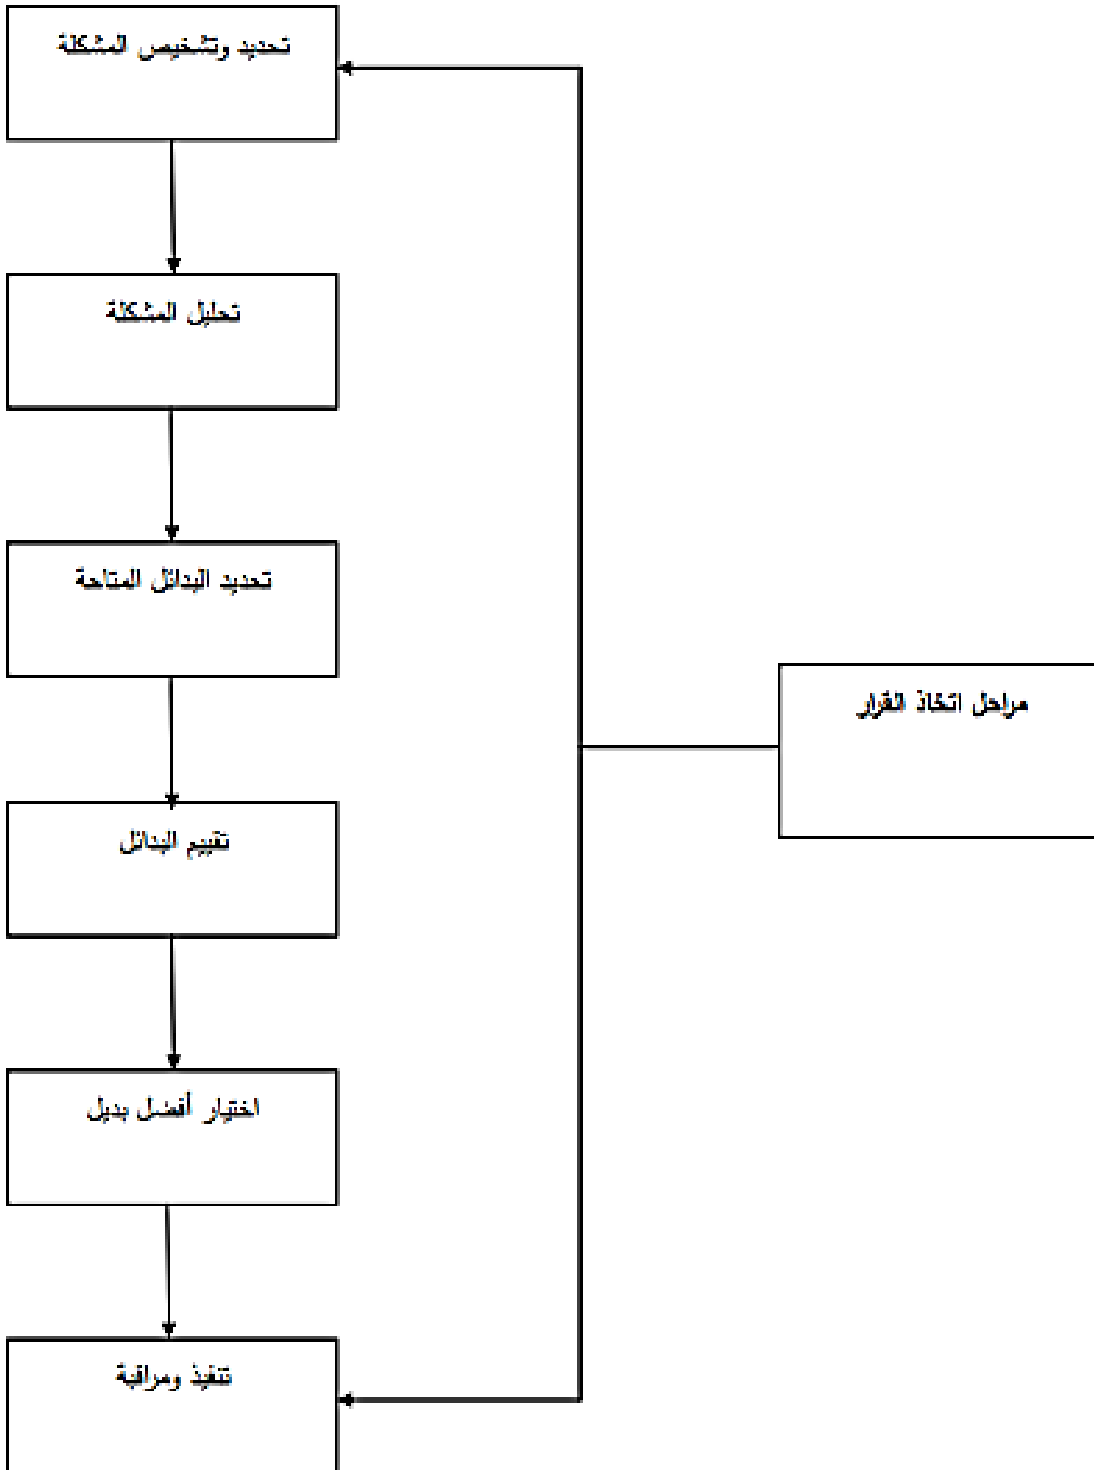 تحديد وتشخيص المشكلة
تحليل المشكلة
تحديد البدائل المتاحة
مراحل اتخاذ القرار
تقييم البدائل
اختيار أفضل بديل
تنفيذ ومراقبة